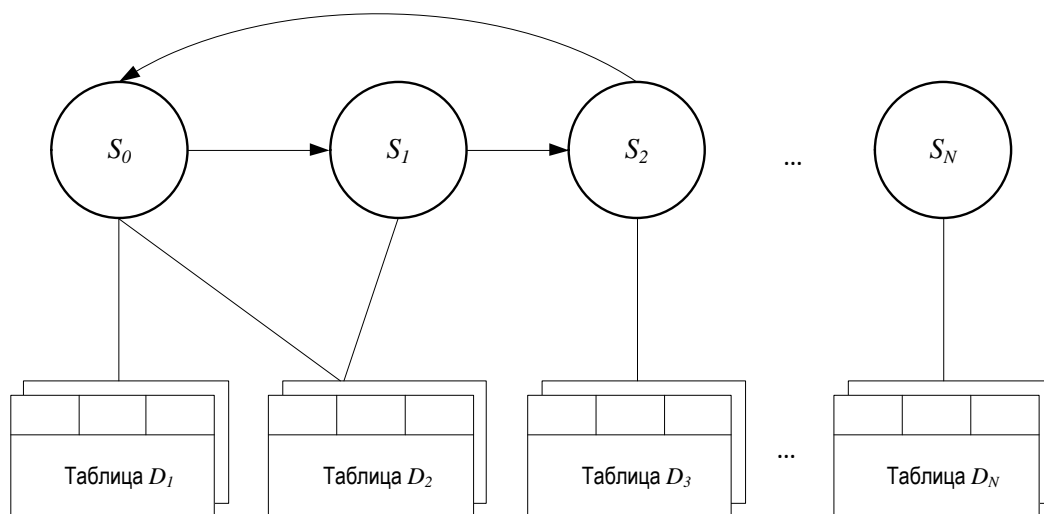 S0 S1 S2 ... SN
Таблица D1 Таблица D2 Таблица D3 ... Таблица DN